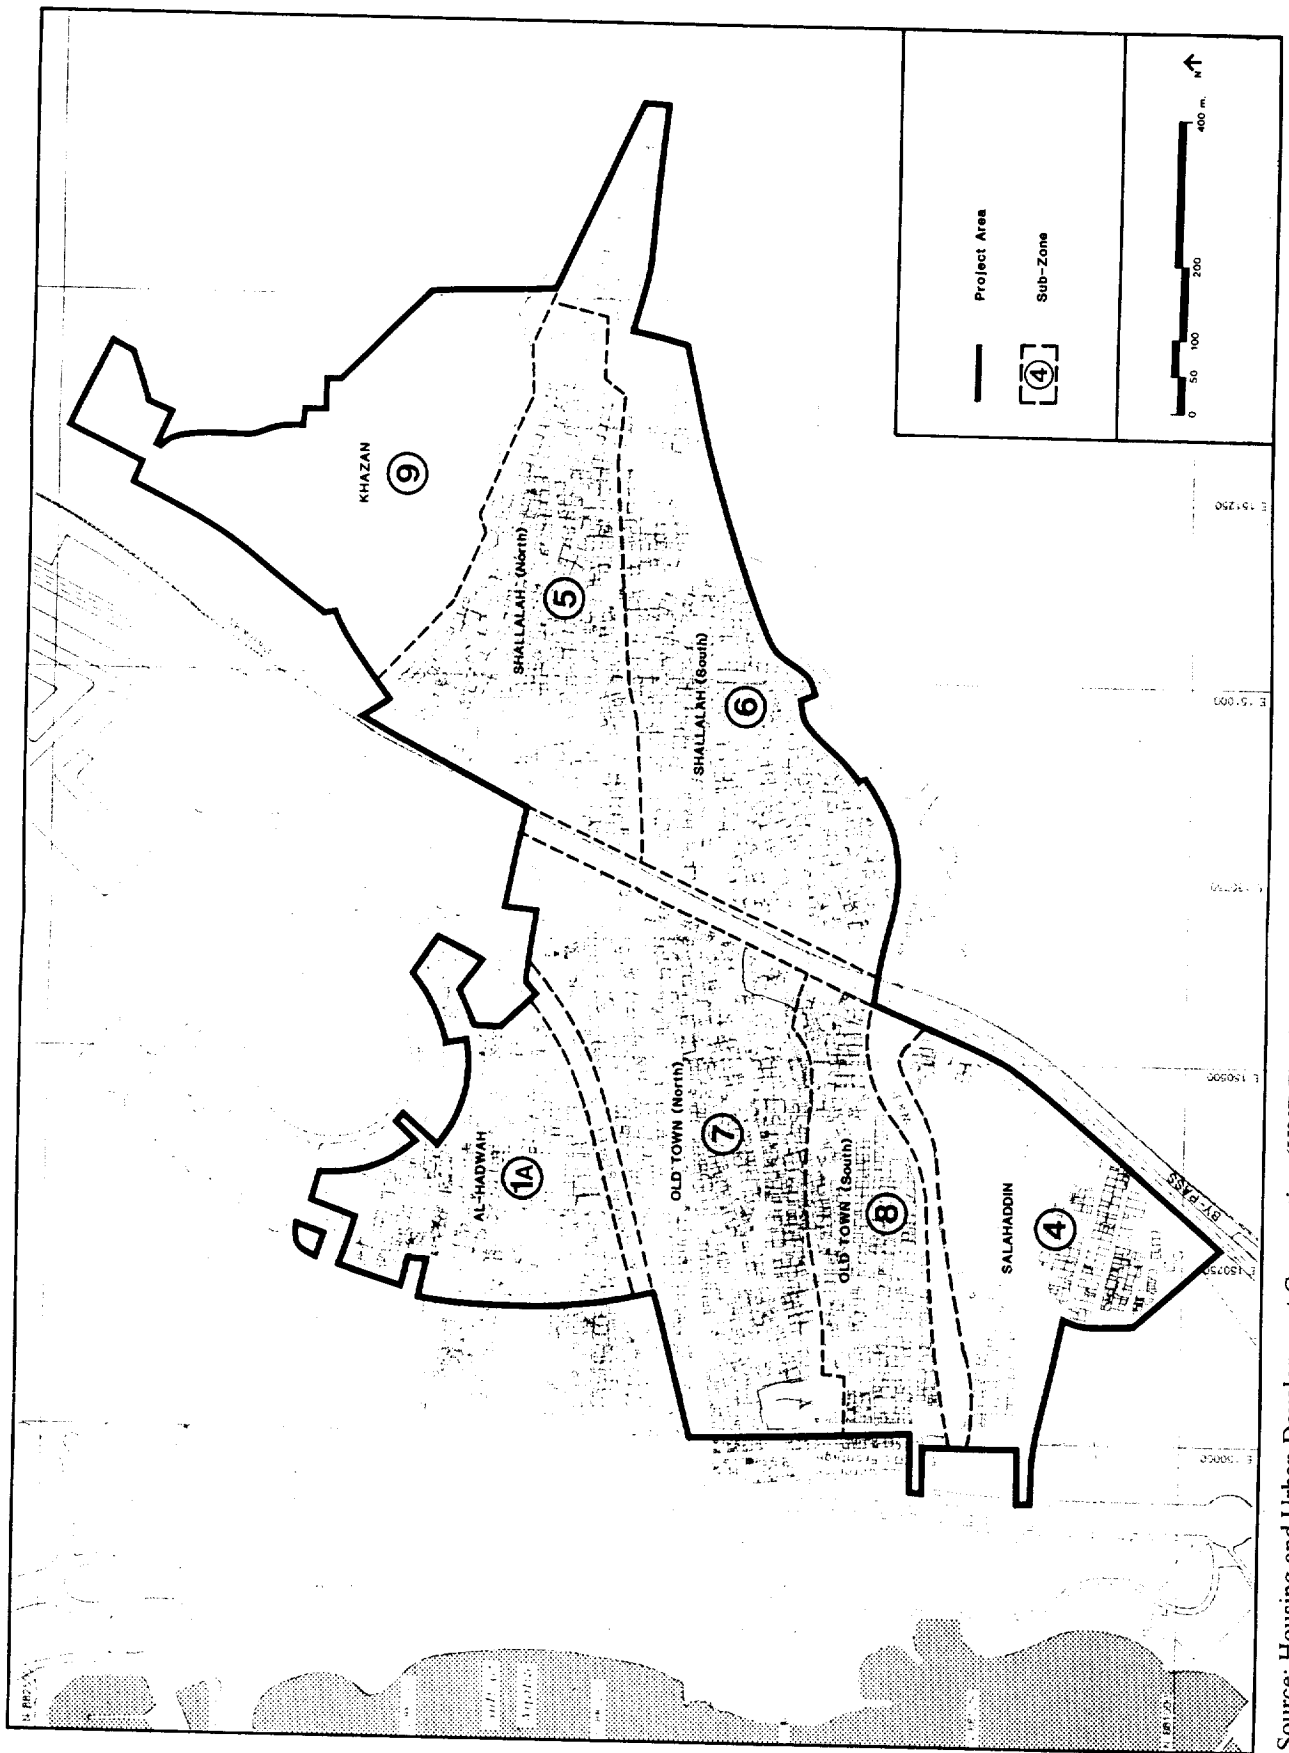 KHAZAN
9
SHALLALAH (North)
5
SHALLALAH (South)
6
AL-HADWAH
1A
OLD TOWN (North)
7
OLD TOWN (South)
8
SALAHADDIN
4
BY-PASS
Project Area
4
Sub-Zone
0 50 100 200 400 m.
N
E 151250
E 151000
E 150500
E 150000
Source: Housing and Urban Development